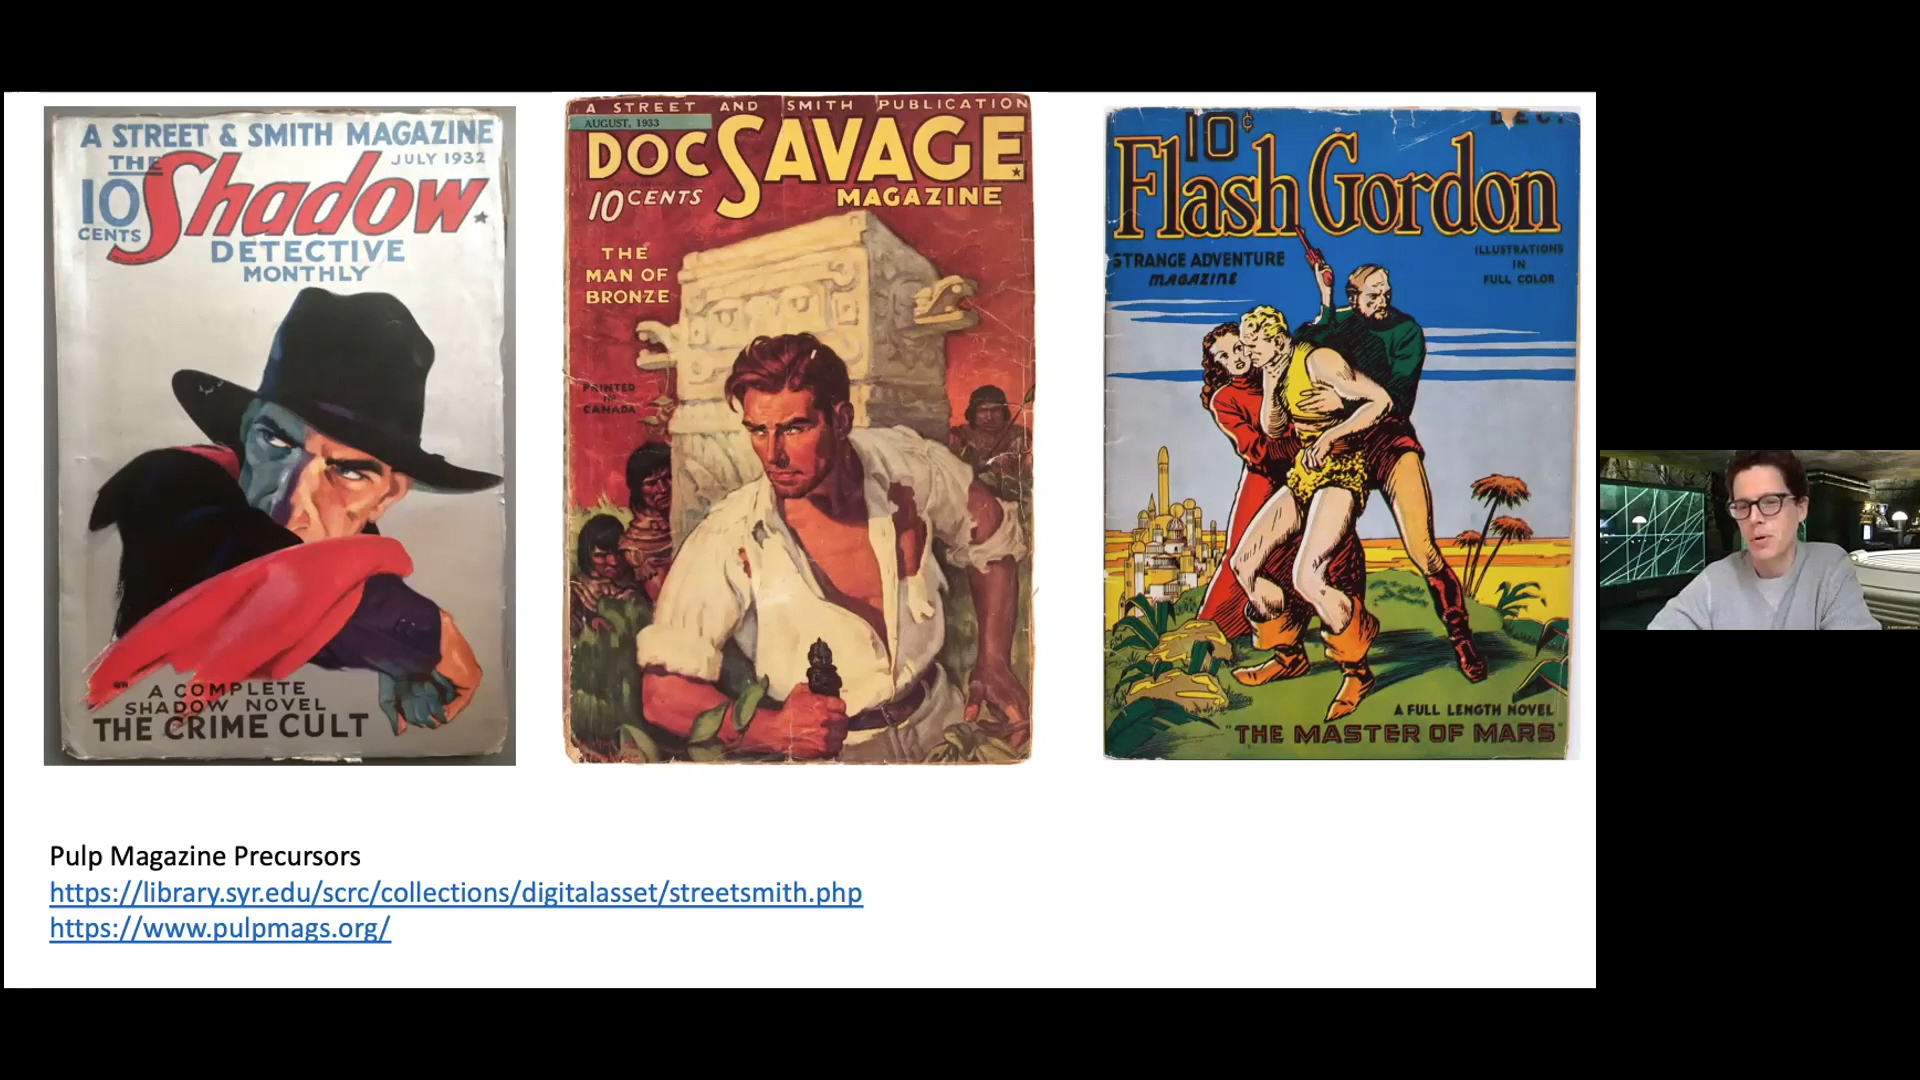 A STREET & SMITH MAGAZINE
THE
JULY 1932
10
Shadow
CENTS
DETECTIVE
MONTHLY
A COMPLETE
SHADOW NOVEL
THE CRIME CULT
A STREET AND SMITH PUBLICATION
AUGUST, 1933
DOC SAVAGE
10 CENTS
MAGAZINE
THE
MAN OF
BRONZE
PRINTED
IN
CANADA
10¢
DEC.
Flash Gordon
STRANGE ADVENTURE
MAGAZINE
ILLUSTRATIONS
IN
FULL COLOR
A FULL LENGTH NOVEL
"THE MASTER OF MARS"
Pulp Magazine Precursors
https://library.syr.edu/scrc/collections/digitalasset/streetsmith.php
https://www.pulpmags.org/